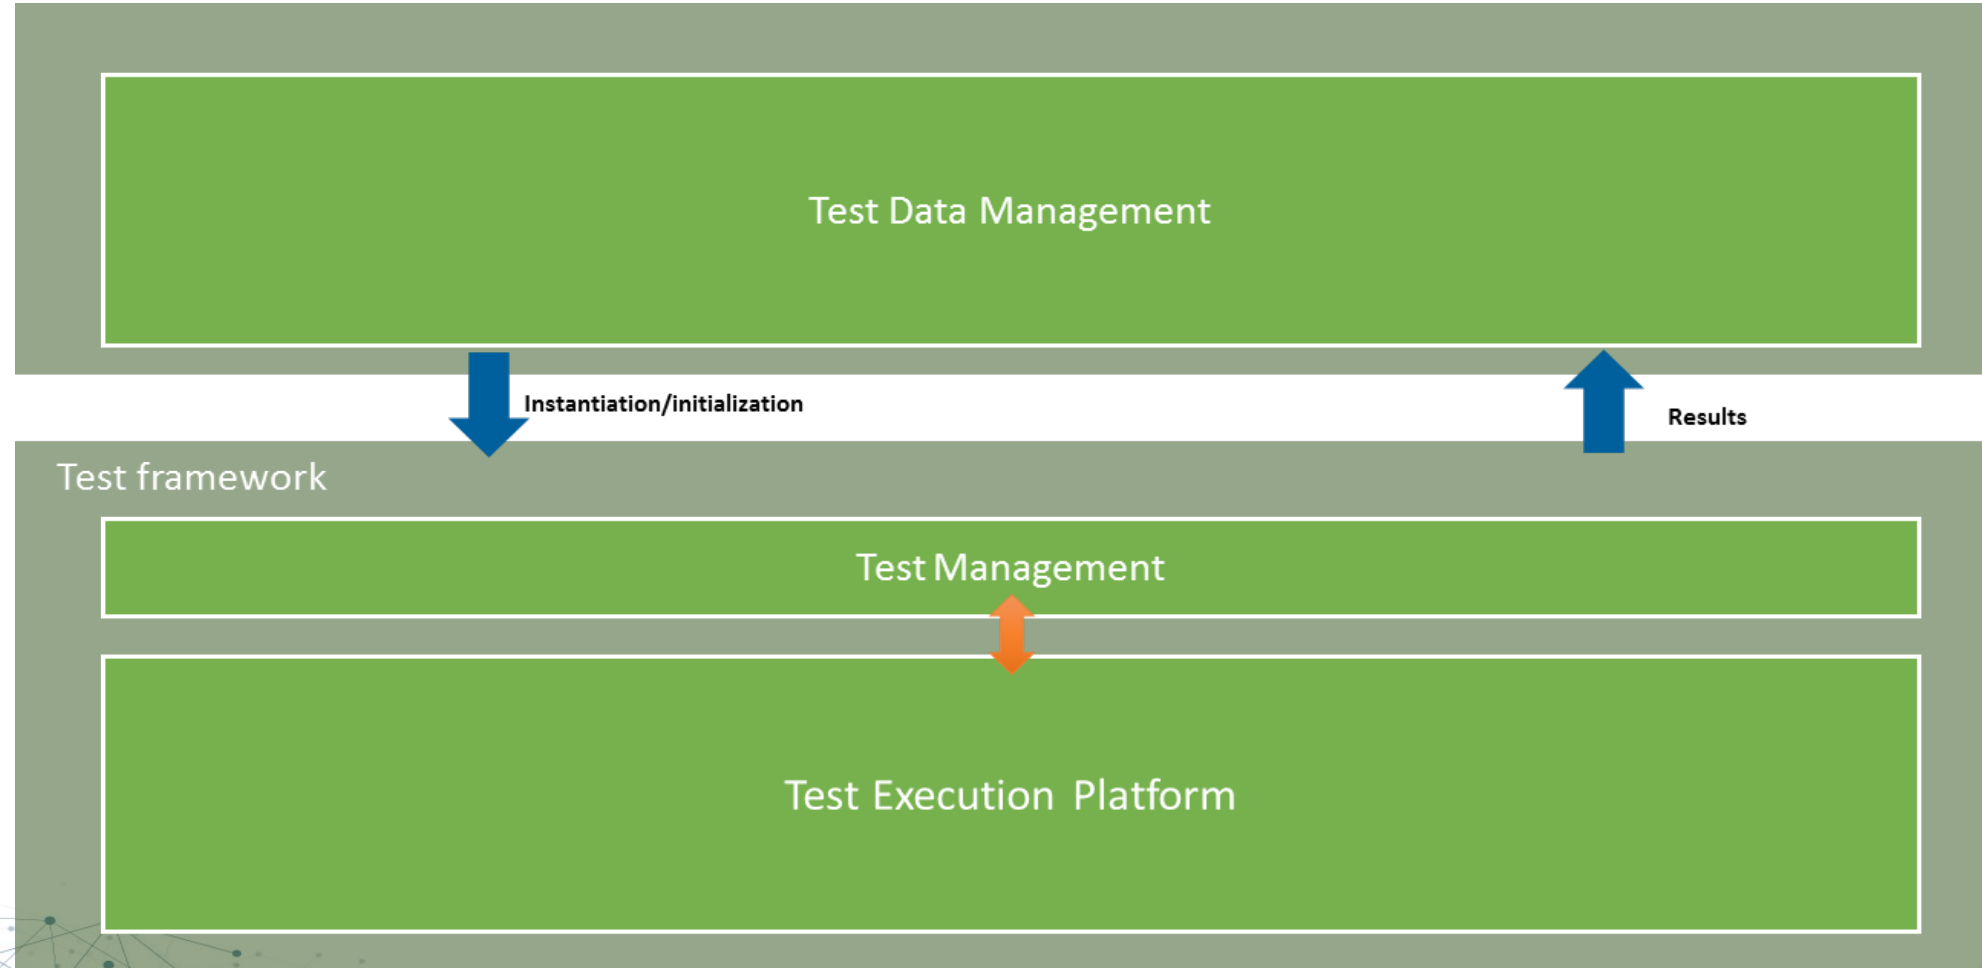 Test Data Management
Instantiation/initialization
Results
Test framework
Test Management
Test Execution Platform